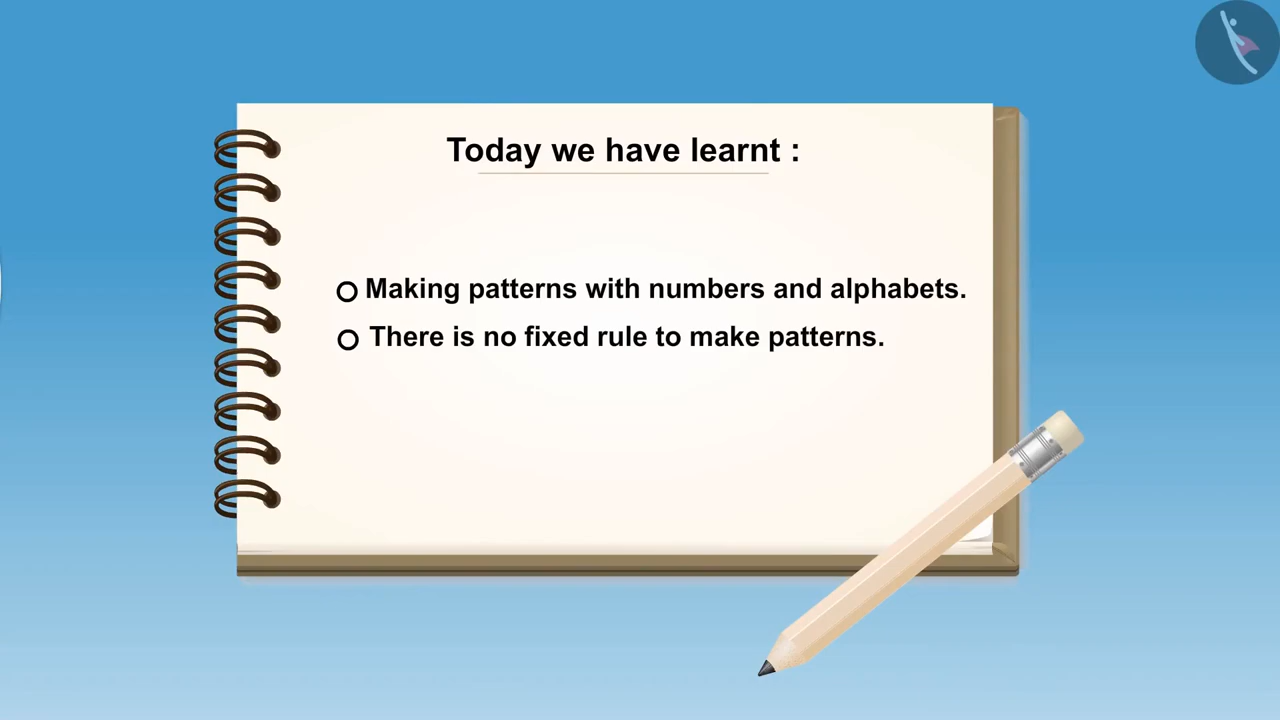 Today we have learnt :
Making patterns with numbers and alphabets.
There is no fixed rule to make patterns.